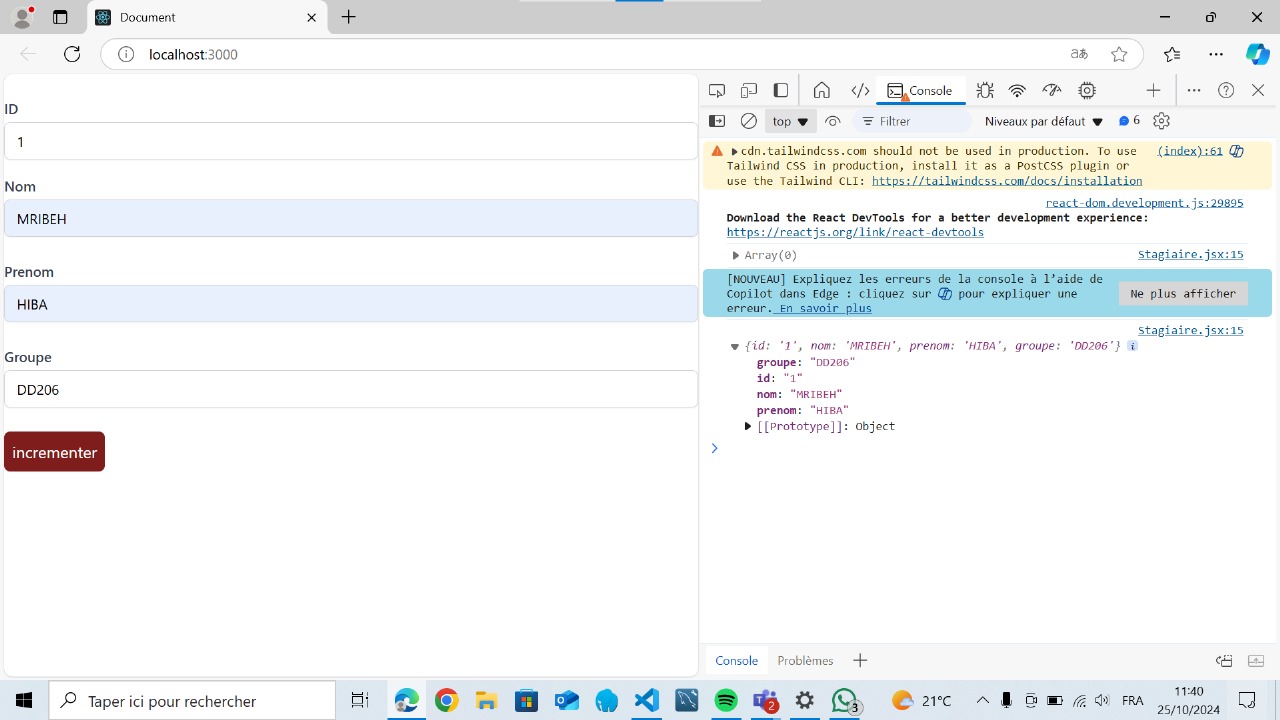 Document
localhost:3000
aあ
ID
1
Nom
MRIBEH
Prenom
HIBA
Groupe
DD206
incrementer
Console
top
Filtrer
Niveaux par défaut
6
cdn.tailwindcss.com should not be used in production. To use (index):61
Tailwind CSS in production, install it as a PostCSS plugin or
use the Tailwind CLI: https://tailwindcss.com/docs/installation
react-dom.development.js:29895
Download the React DevTools for a better development experience:
https://reactjs.org/link/react-devtools
Array(0) Stagiaire.jsx:15
[NOUVEAU] Expliquez les erreurs de la console à l’aide de
Copilot dans Edge : cliquez sur pour expliquer une
erreur. En savoir plus
Ne plus afficher
Stagiaire.jsx:15
{id: '1', nom: 'MRIBEH', prenom: 'HIBA', groupe: 'DD206'} i
groupe: "DD206"
id: "1"
nom: "MRIBEH"
prenom: "HIBA"
[[Prototype]]: Object
Console Problèmes
Taper ici pour rechercher
2
3
21°C
FRA
11:40
25/10/2024